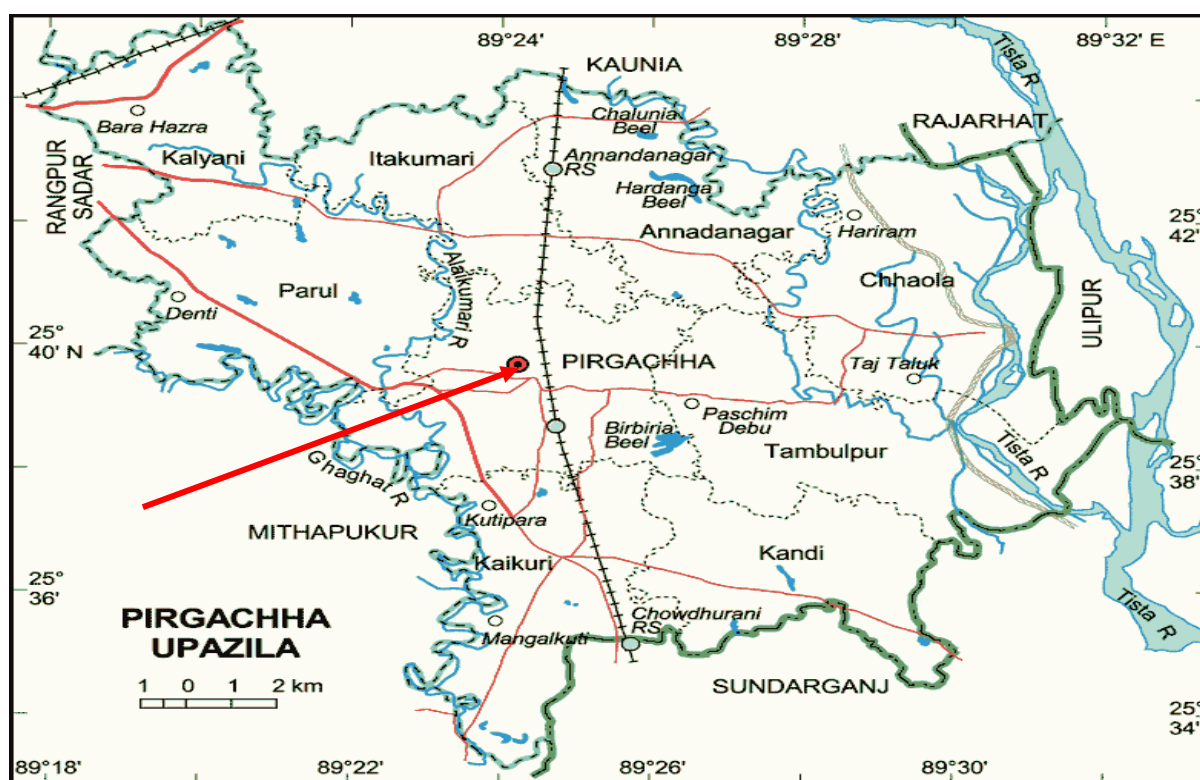 89°24'
89°28'
89°32' E
KAUNIA
Tista R
Chalunia
Beel
RAJARHAT
Bara Hazra
Kalyani
Itakumari
Annandanagar
RS
RANGPUR
SADAR
Hardanga
Beel
Annadanagar
Hariram
25°
42'
Alaikumari R
Chhaola
Parul
Denti
ULIPUR
25°
40' N
PIRGACHHA
Taj Taluk
Paschim
Debu
Birbiria
Beel
Tambulpur
Tista R
25°
38'
Ghaghat R
Kutipara
MITHAPUKUR
Kaikuri
Kandi
25°
36'
PIRGACHHA
UPAZILA
Chowdhurani
RS
Mangalkuti
Tista R
1 0 1 2 km
SUNDARGANJ
25°
34'
89°18'
89°22'
89°26'
89°30'